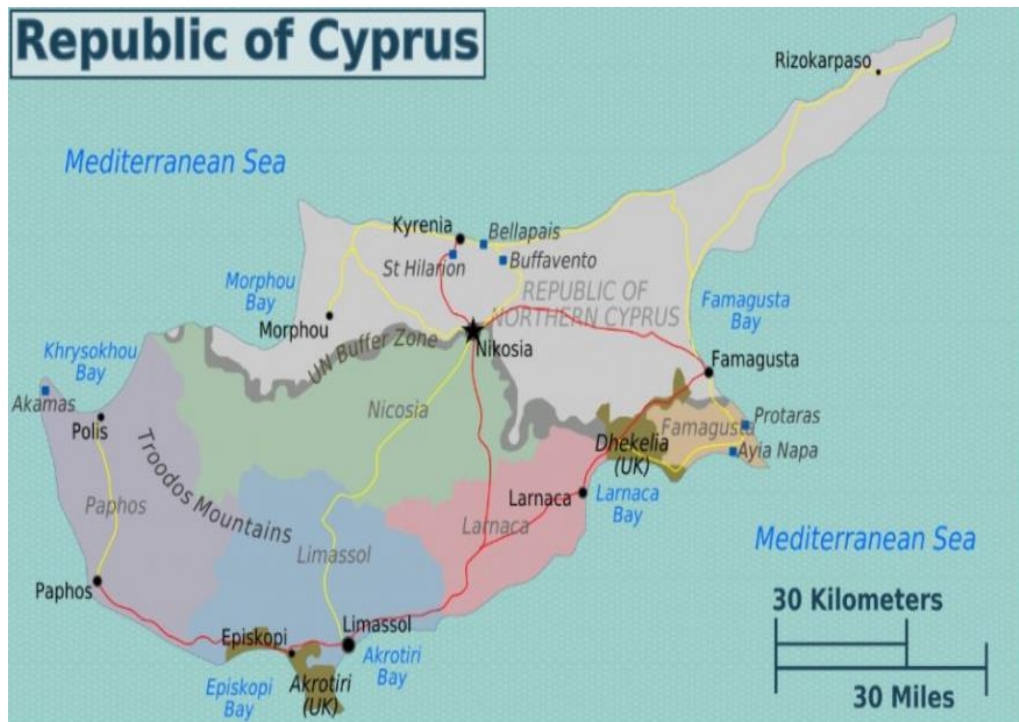 Republic of Cyprus
Rizokarpaso
Mediterranean Sea
Kyrenia
Bellapais
St Hilarion
Buffavento
Morphou
Bay
REPUBLIC OF
NORTHERN CYPRUS
Famagusta
Bay
Morphou
UN Buffer Zone
Nikosia
Khrysokhou
Bay
Famagusta
Akamas
Polis
Nicosia
Famagusta
Protaras
Dhekelia
(UK)
Ayia Napa
Troodos Mountains
Paphos
Larnaca
Larnaca
Bay
Larnaca
Limassol
Mediterranean Sea
Paphos
30 Kilometers
Limassol
Episkopi
Akrotiri
Bay
Episkopi
Bay
Akrotiri
(UK)
30 Miles